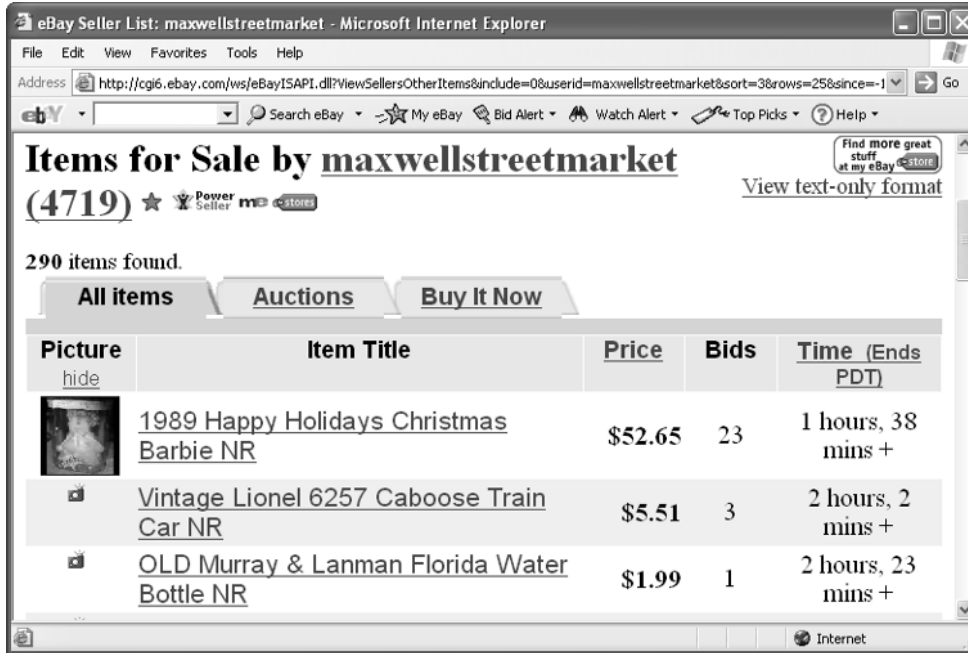 eBay Seller List: maxwellstreetmarket - Microsoft Internet Explorer
File Edit View Favorites Tools Help
Address http://cgi6.ebay.com/ws/eBayISAPI.dll?ViewSellersOtherItems&include=0&userid=maxwellstreetmarket&sort=3&rows=25&since=-1 Go
ebY Search eBay My eBay Bid Alert Watch Alert Top Picks Help
Items for Sale by maxwellstreetmarket
(4719) Power Seller me stores
Find more great
stuff
at my eBay store
View text-only format
290 items found.
All items Auctions Buy It Now
Picture Item Title Price Bids Time (Ends
hide PDT)
1989 Happy Holidays Christmas
Barbie NR $52.65 23 1 hours, 38
mins +
Vintage Lionel 6257 Caboose Train
Car NR $5.51 3 2 hours, 2
mins +
OLD Murray & Lanman Florida Water
Bottle NR $1.99 1 2 hours, 23
mins +
Internet